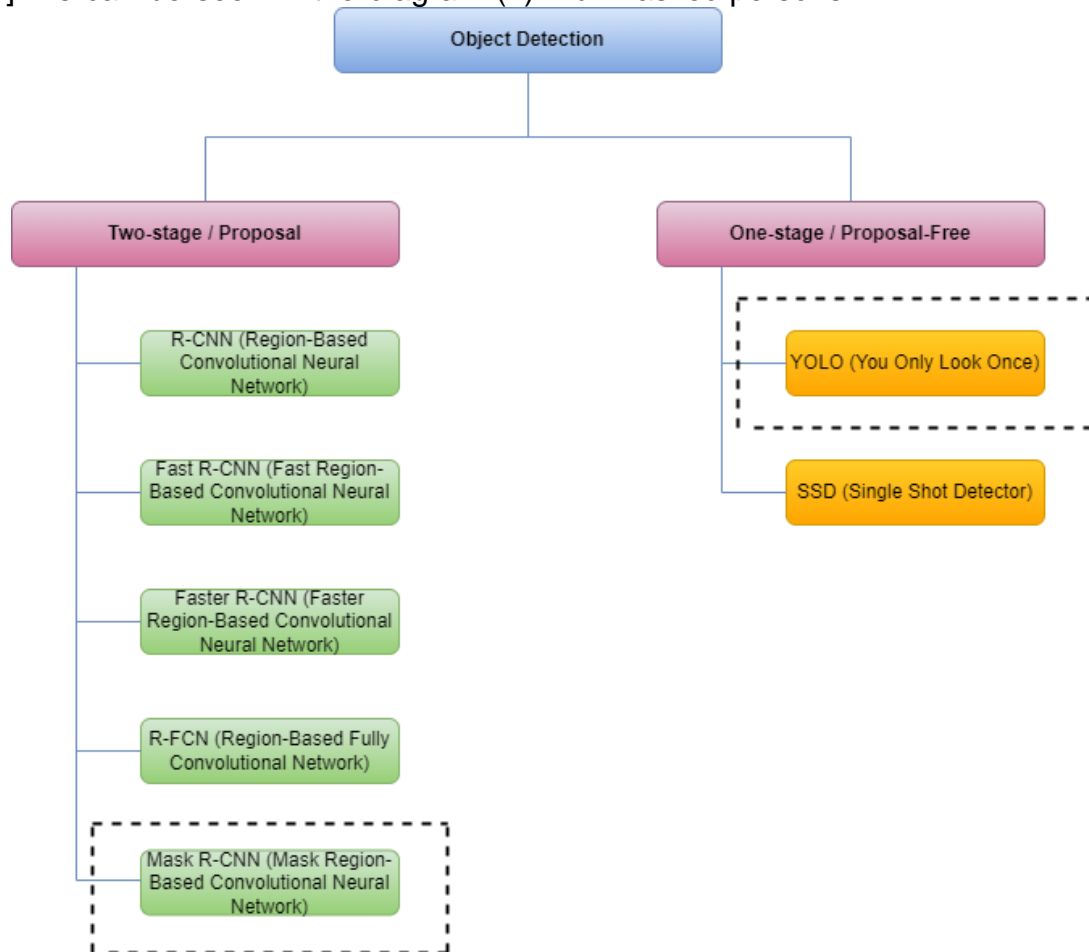 Object Detection
Two-stage / Proposal
One-stage / Proposal-Free
R-CNN (Region-Based
Convolutional Neural
Network)
YOLO (You Only Look Once)
Fast R-CNN (Fast Region-
Based Convolutional Neural
Network)
SSD (Single Shot Detector)
Faster R-CNN (Faster
Region-Based Convolutional
Neural Network)
R-FCN (Region-Based Fully
Convolutional Network)
Mask R-CNN (Mask Region-
Based Convolutional Neural
Network)